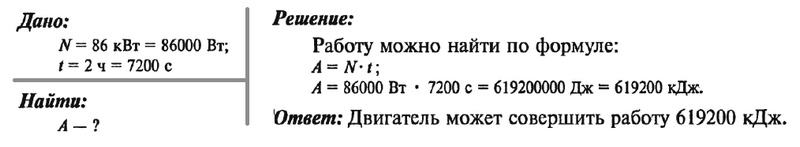 Дано:
N = 86 кВт = 86000 Вт;
t = 2 ч = 7200 с
Найти:
A — ?
Решение:
Работу можно найти по формуле:
A = N·t;
A = 86000 Вт · 7200 с = 619200000 Дж = 619200 кДж.
Ответ: Двигатель может совершить работу 619200 кДж.